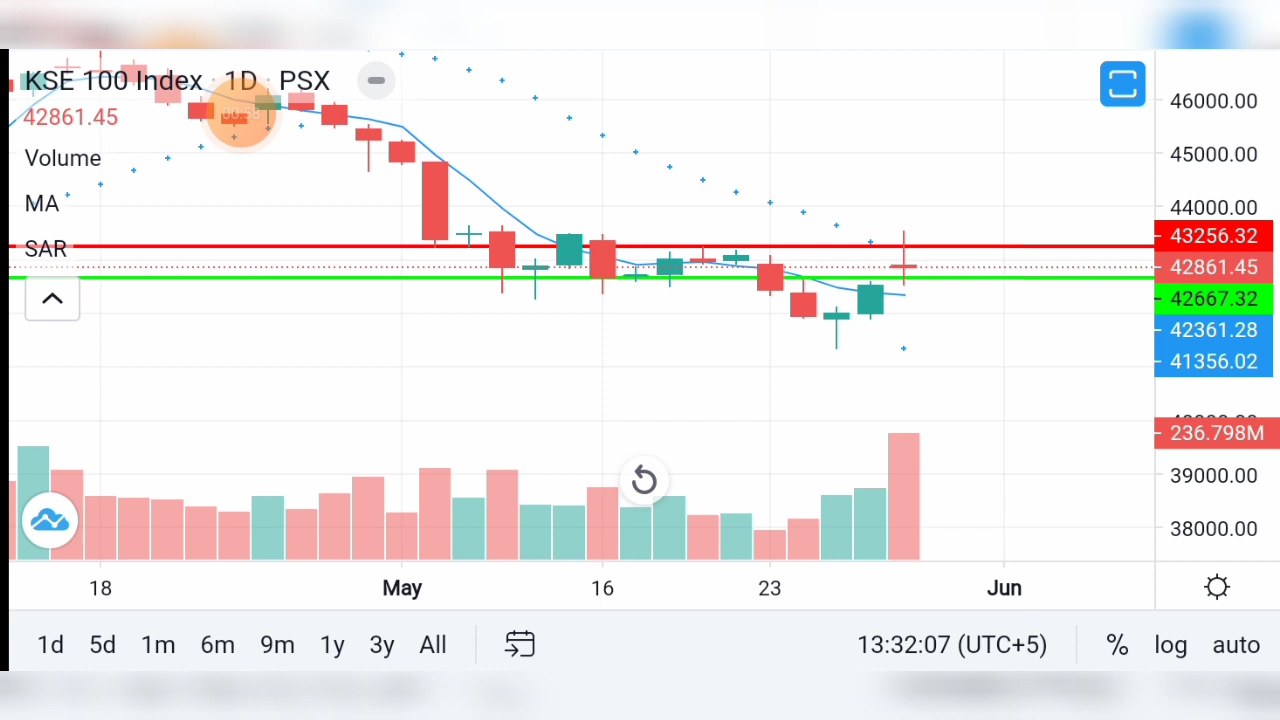 KSE 100 Index · 1D · PSX
42861.45
00:58
Volume
MA
SAR
46000.00
45000.00
44000.00
43256.32
42861.45
42667.32
42361.28
41356.02
236.798M
39000.00
38000.00
18 May 16 23 Jun
1d 5d 1m 6m 9m 1y 3y All 13:32:07 (UTC+5) % log auto